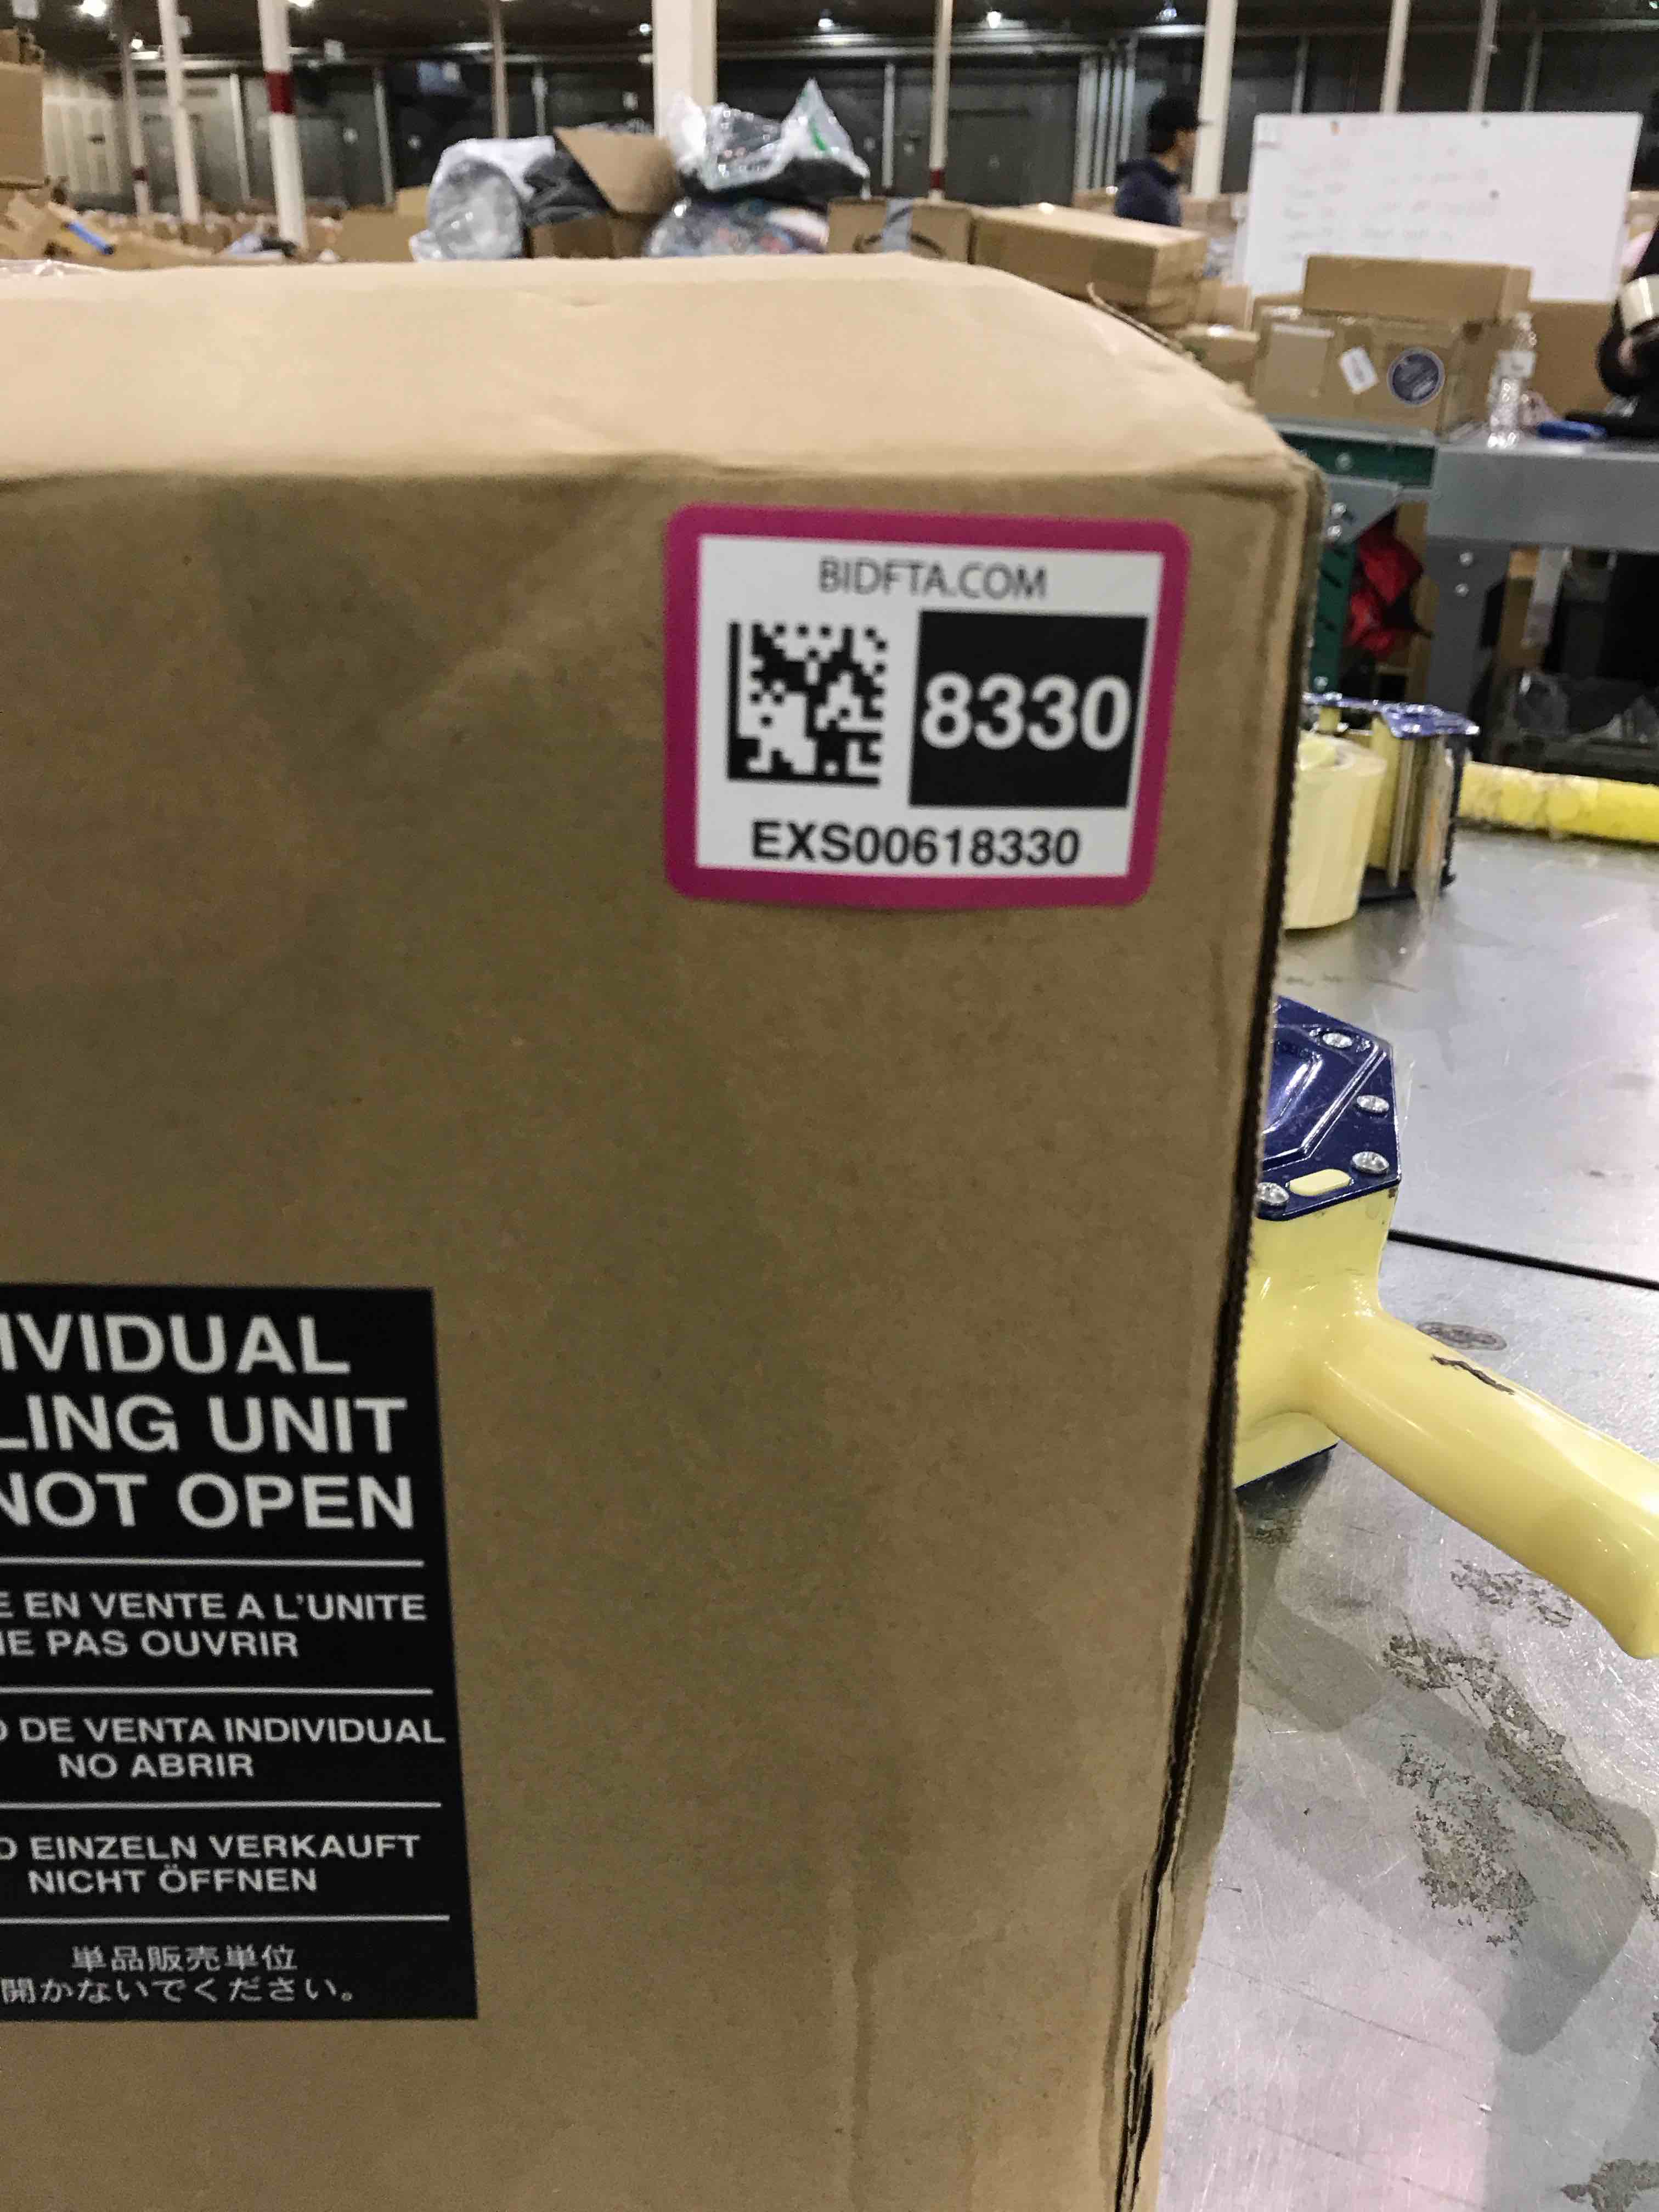 BIDFTA.COM
8330
EXS00618330
IVIDUAL
LING UNIT
NOT OPEN
E EN VENTE A L'UNITE
NE PAS OUVRIR
DE VENTA INDIVIDUAL
NO ABRIR
D EINZELN VERKAUFT
NICHT ÖFFNEN
単品販売単位
開かないでください。